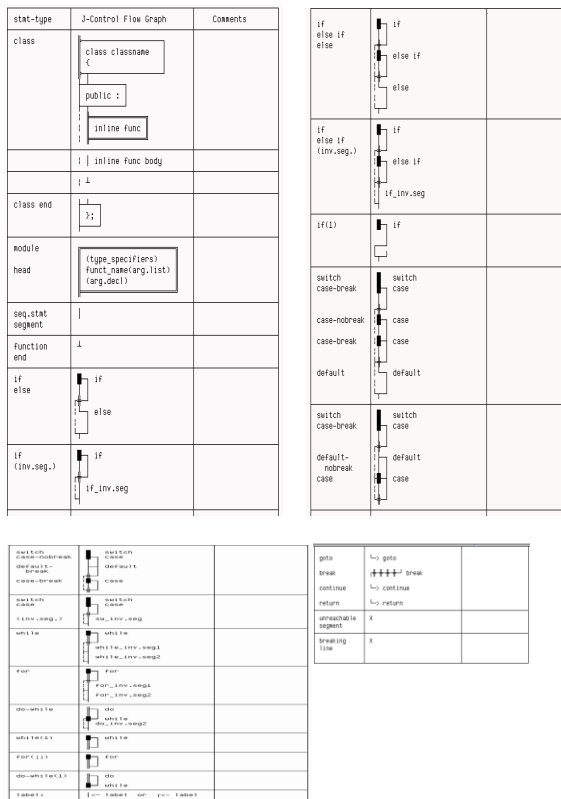 stmt-type J-Control Flow Graph Comments
class
class classname
{
public :
inline func
inline func body
class end
};
module
head
(type_specifiers)
funct_name(arg.list)
(arg.decl)
seq.stmt
segment
function
end
if if
else
else
if if
(inv.seg.)
if_inv.seg
if if
else if
else
else if
else
if if
else if
(inv.seg.)
else if
if_inv.seg
if(1) if
switch switch
case-break case
case-nobreak case
case-break case
default default
switch switch
case-break case
default- default
nobreak
case case
switch switch
case-nobreak case
default- default
break
case-break case
switch switch
case case
(inv.seg.) sw_inv.seg
while while
while_inv.seg1
while_inv.seg2
for for
for_inv.seg1
for_inv.seg2
do-while do
while
do_inv.seg2
while(1) while
for(;;) for
do-while(1) do
while
label: <- label or <- label
goto goto
break break
continue continue
return return
unreachable X
segment
breaking X
line